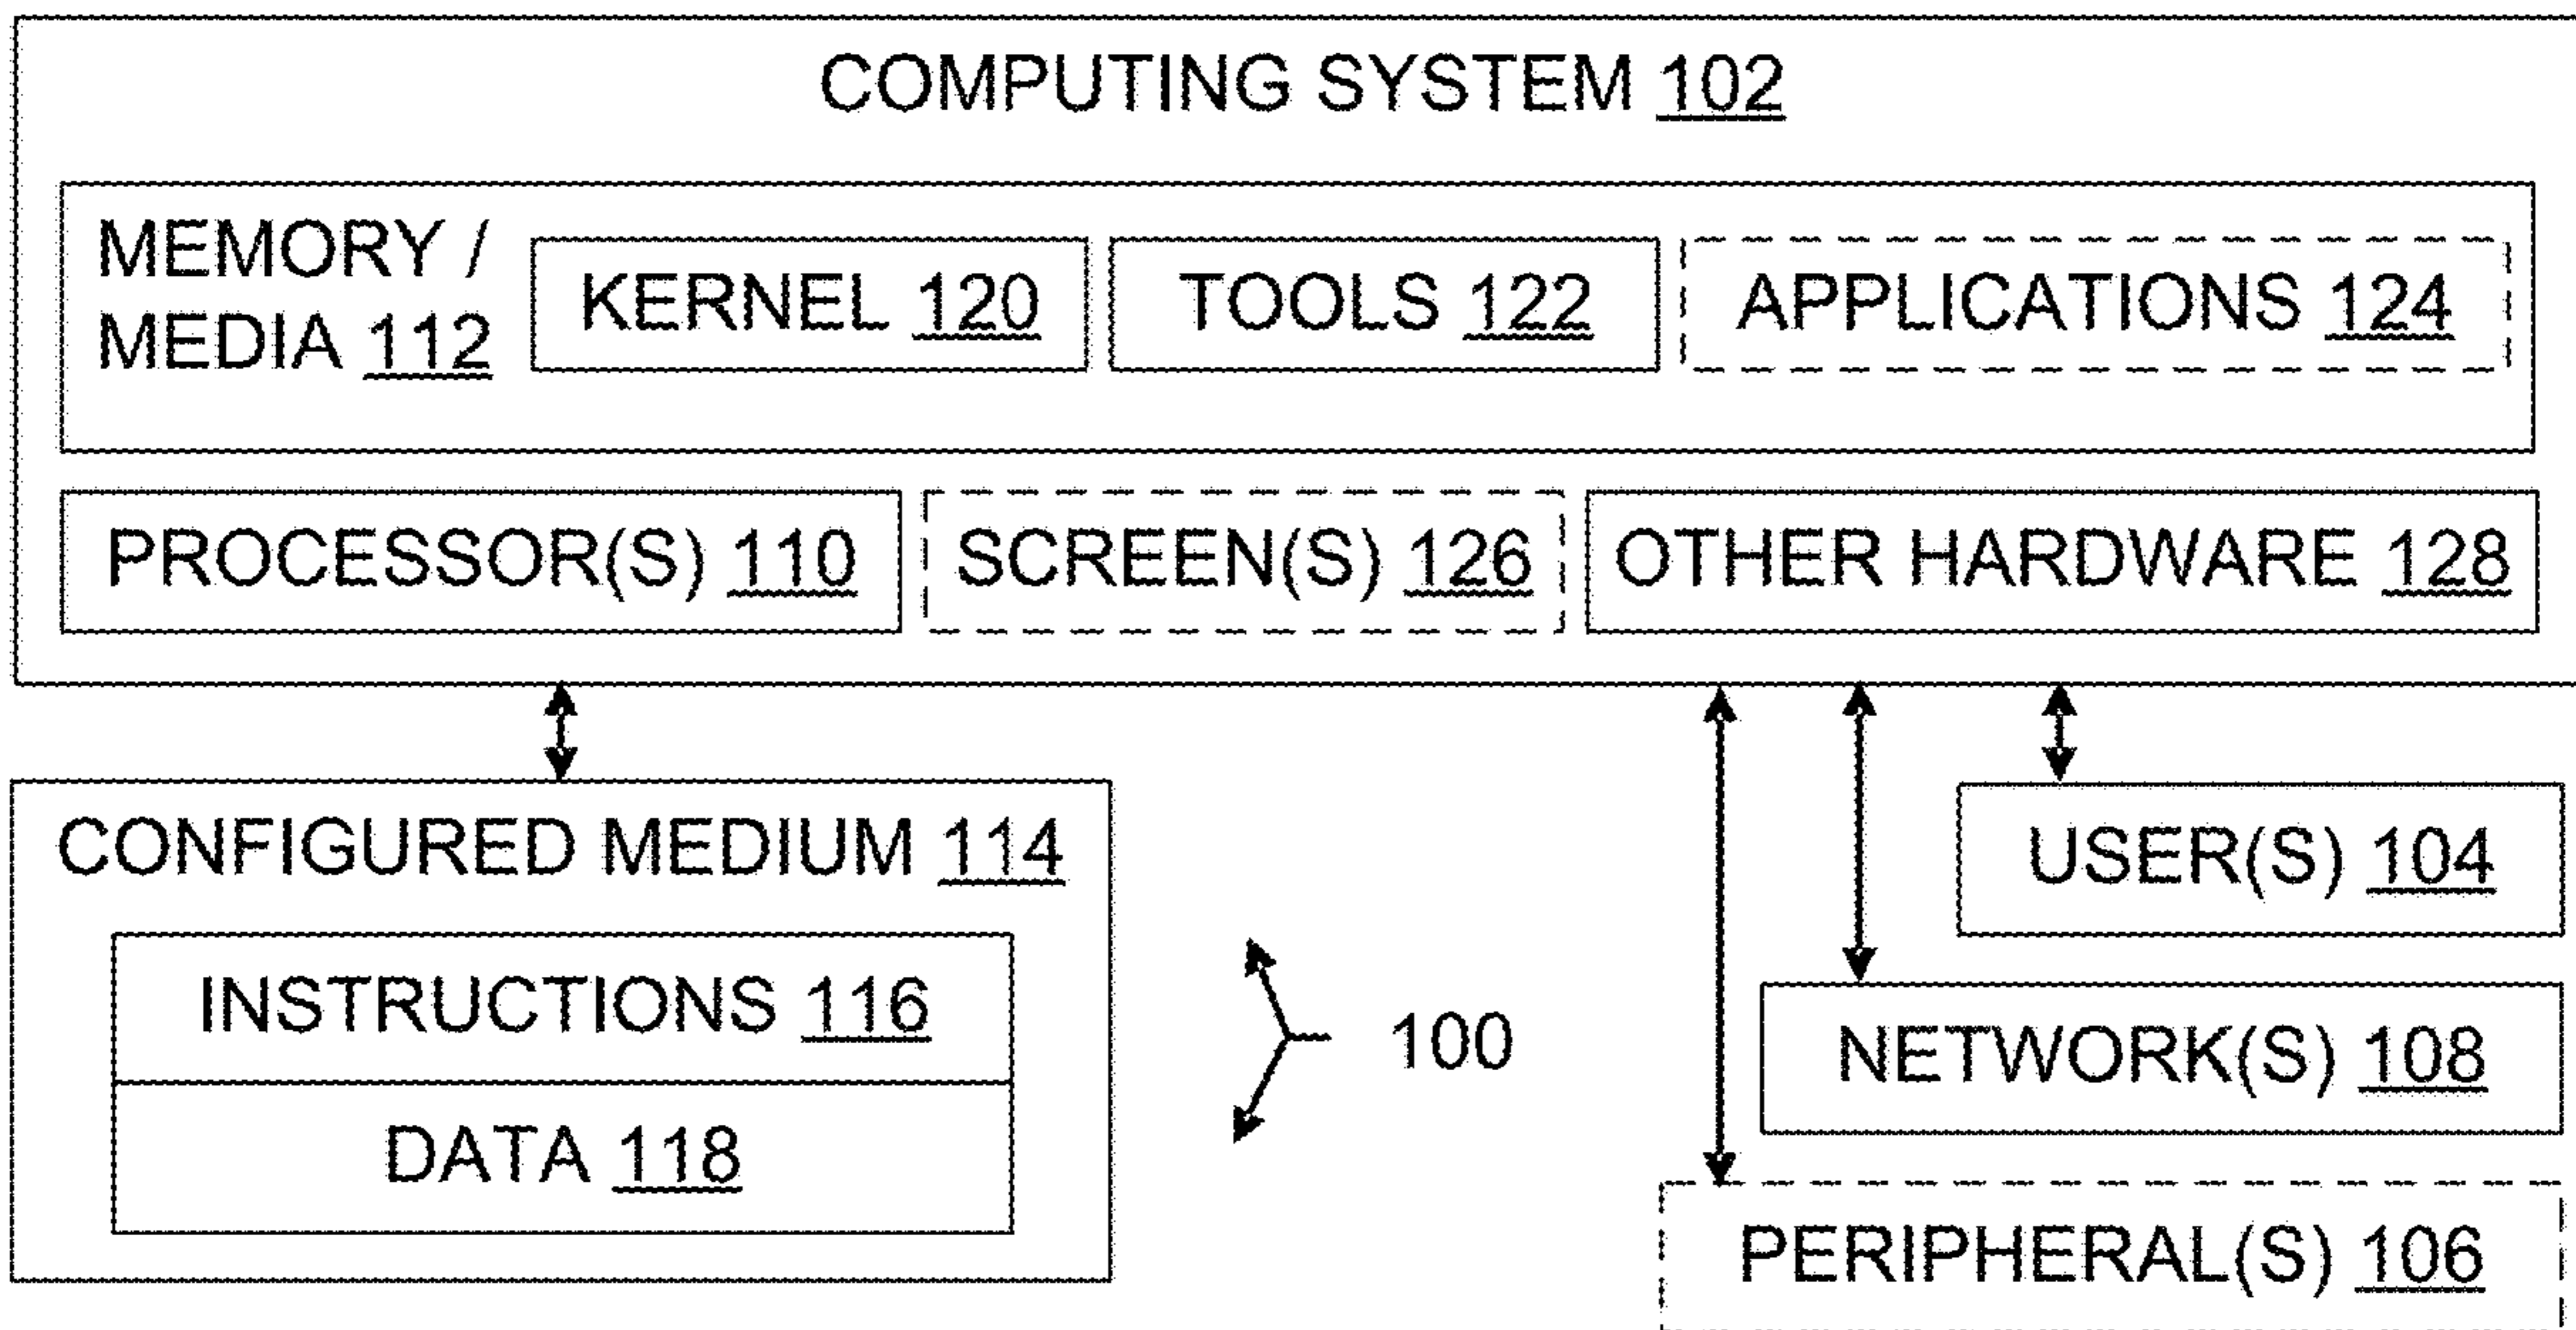 COMPUTING SYSTEM 102
MEMORY /
MEDIA 112
KERNEL 120
TOOLS 122
APPLICATIONS 124
PROCESSOR(S) 110
SCREEN(S) 126
OTHER HARDWARE 128
CONFIGURED MEDIUM 114
INSTRUCTIONS 116
DATA 118
100
USER(S) 104
NETWORK(S) 108
PERIPHERAL(S) 106